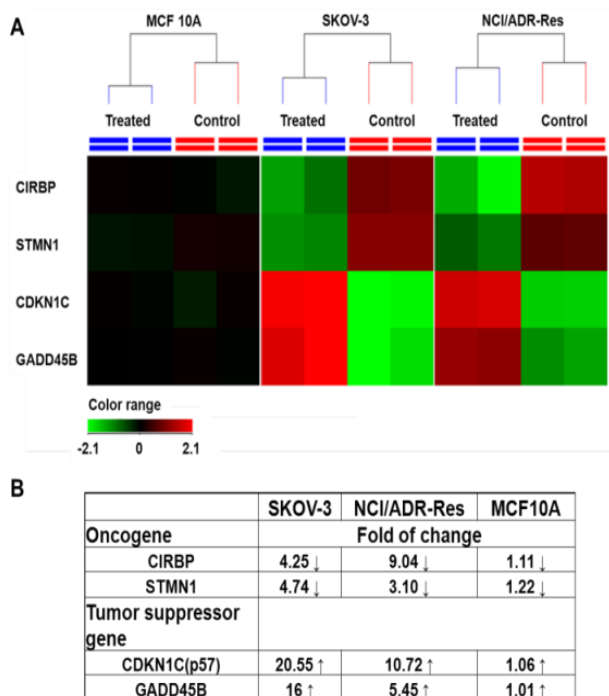 A
MCF 10A SKOV-3 NCI/ADR-Res
Treated Control Treated Control Treated Control
CIRBP
STMN1
CDKN1C
GADD45B
Color range
-2.1 0 2.1
B
SKOV-3 NCI/ADR-Res MCF10A
Oncogene Fold of change
CIRBP 4.25 ↓ 9.04 ↓ 1.11 ↓
STMN1 4.74 ↓ 3.10 ↓ 1.22 ↓
Tumor suppressor
gene
CDKN1C(p57) 20.55 ↑ 10.72 ↑ 1.06 ↑
GADD45B 16 ↑ 5.45 ↑ 1.01 ↑